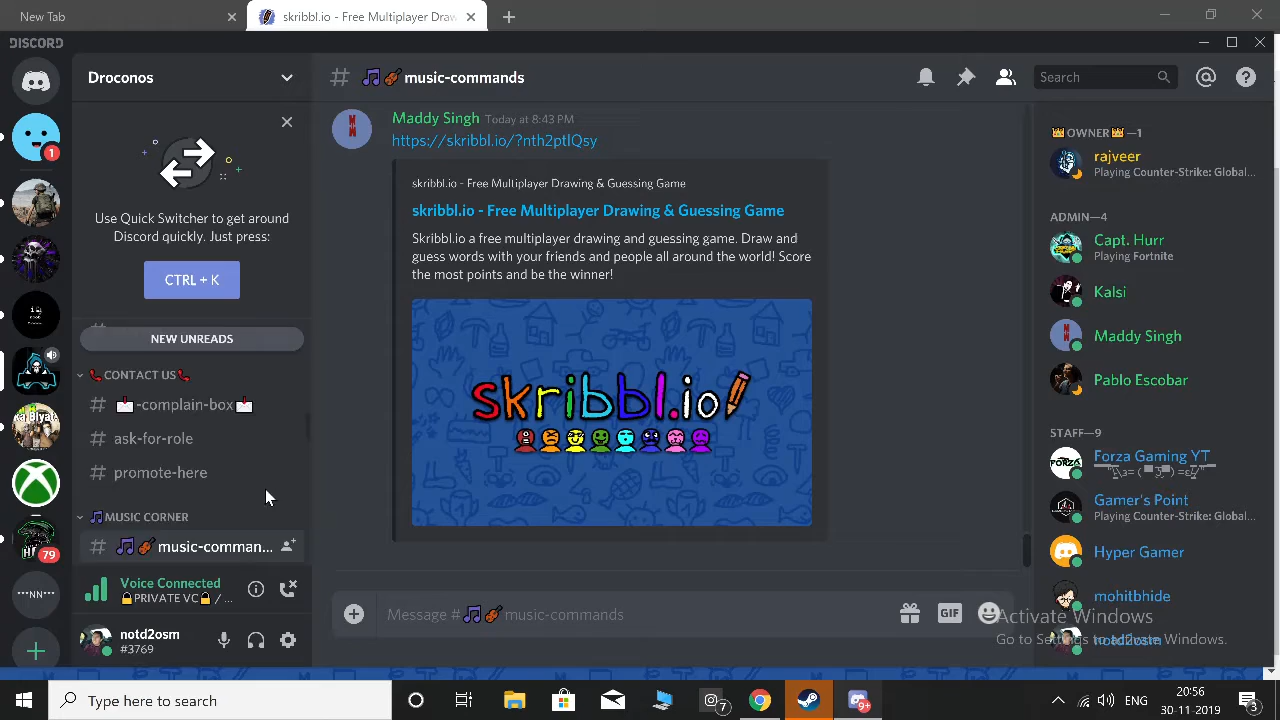 New Tab
skribbl.io - Free Multiplayer Draw
DISCORD
Droconos
🎵🎻 music-commands
Search
Use Quick Switcher to get around
Discord quickly. Just press:
CTRL + K
NEW UNREADS
CONTACT US
📩-complain-box📩
ask-for-role
promote-here
🎵MUSIC CORNER
🎵🎻 music-comman...
Voice Connected
🔒PRIVATE VC🔒 / ...
notd2osm
#3769
1
79
....NN....
Maddy Singh Today at 8:43 PM
https://skribbl.io/?nth2ptlQsy
skribbl.io - Free Multiplayer Drawing & Guessing Game
skribbl.io - Free Multiplayer Drawing & Guessing Game
Skribbl.io a free multiplayer drawing and guessing game. Draw and
guess words with your friends and people all around the world! Score
the most points and be the winner!
skribbl.io
Message #🎵🎻 music-commands
GIF
👑OWNER👑—1
rajveer
Playing Counter-Strike: Global...
ADMIN—4
Capt. Hurr
Playing Fortnite
Kalsi
Maddy Singh
Pablo Escobar
STAFF—9
Forza Gaming YT
Gamer's Point
Playing Counter-Strike: Global...
Hyper Gamer
mohitbhide
notd2osm
Activate Windows
Go to Settings to activate Windows.
Type here to search
7
9+
ENG
20:56
30-11-2019
3